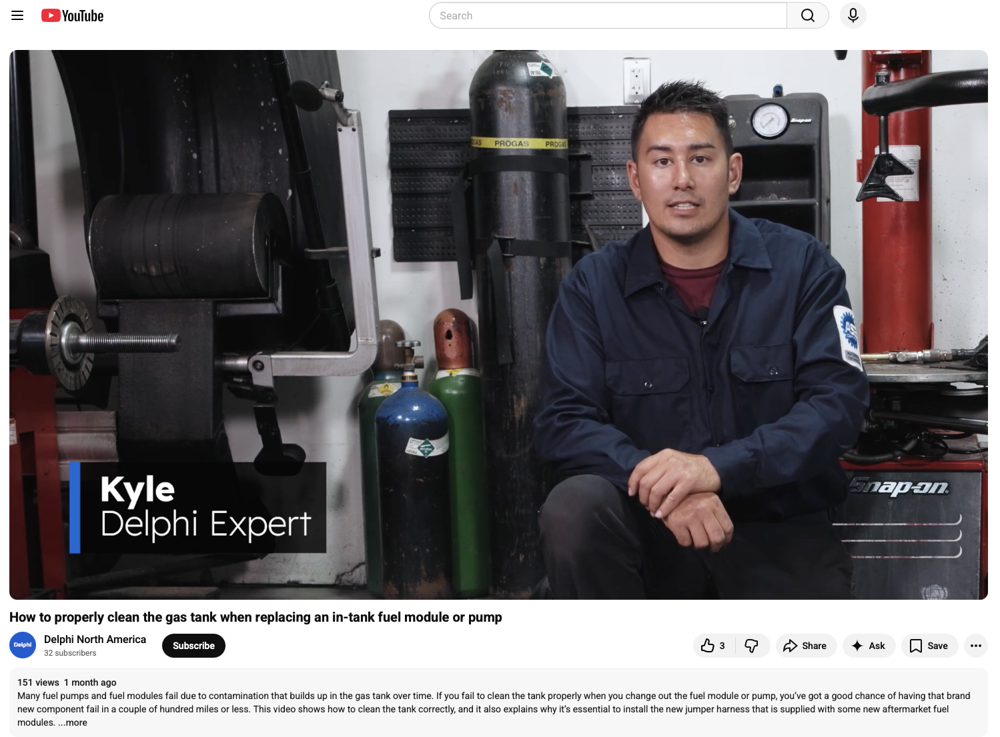 YouTube
Search
PROGAS PROGAS
Snap-on
Kyle
Delphi Expert
Snap-on
How to properly clean the gas tank when replacing an in-tank fuel module or pump
Delphi
Delphi North America
32 subscribers
Subscribe
3
Share
Ask
Save
151 views 1 month ago
Many fuel pumps and fuel modules fail due to contamination that builds up in the gas tank over time. If you fail to clean the tank properly when you change out the fuel module or pump, you’ve got a good chance of having that brand
new component fail in a couple of hundred miles or less. This video shows how to clean the tank correctly, and it also explains why it’s essential to install the new jumper harness that is supplied with some new aftermarket fuel
modules. ...more